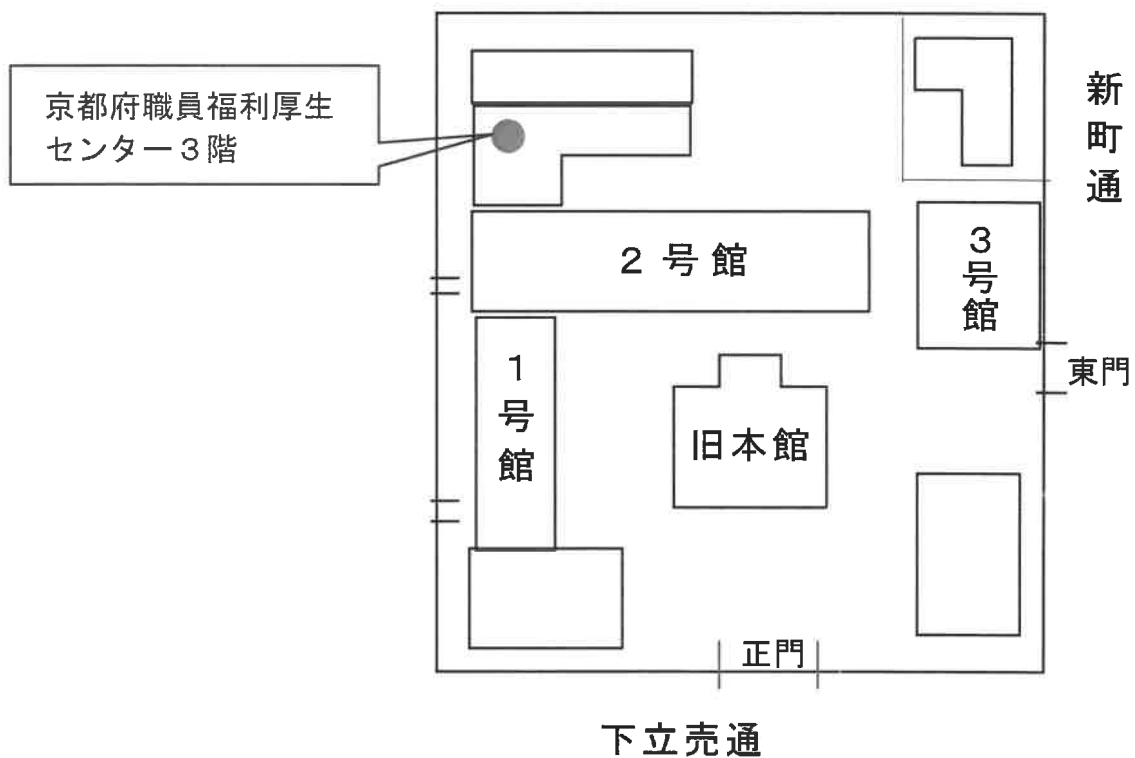 京都府職員福利厚生
センター３階
新町通
２号館
３号館
１号館
東門
旧本館
正門
下立売通